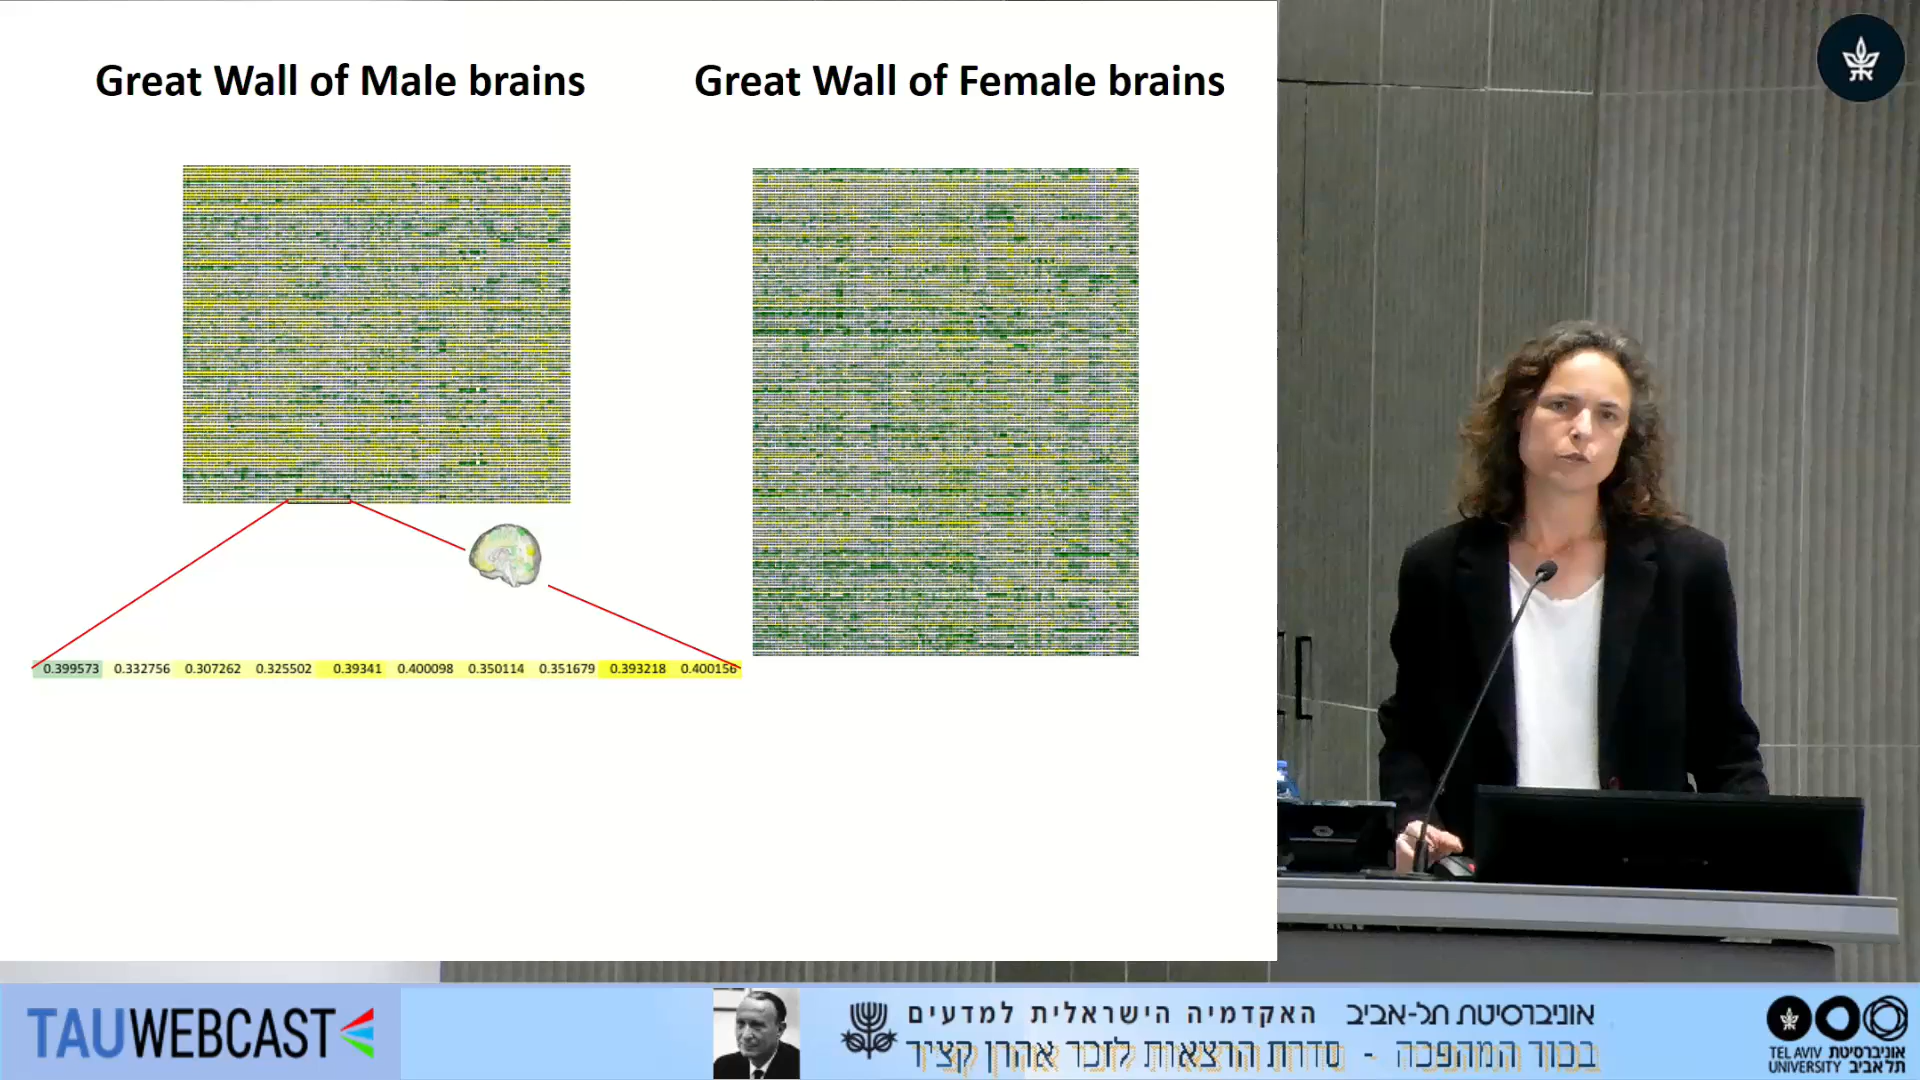 Great Wall of Male brains
Great Wall of Female brains
0.399573 0.332756 0.307262 0.325502 0.39341 0.400098 0.350114 0.351679 0.393218 0.400156
TAUWEBCAST
האקדמיה הישראלית למדעים
אוניברסיטת תל-אביב
בכור המהפכה - סדרת הרצאות לזכר אהרן קציר
TEL AVIV UNIVERSITY
אוניברסיטת תל אביב